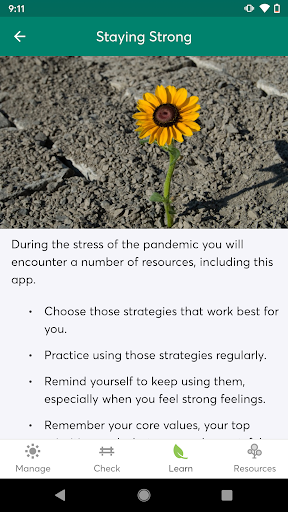 9:11
Staying Strong
During the stress of the pandemic you will
encounter a number of resources, including this
app.
• Choose those strategies that work best for
you.
• Practice using those strategies regularly.
• Remind yourself to keep using them,
especially when you feel strong feelings.
• Remember your core values, your top
Manage
Check
Learn
Resources